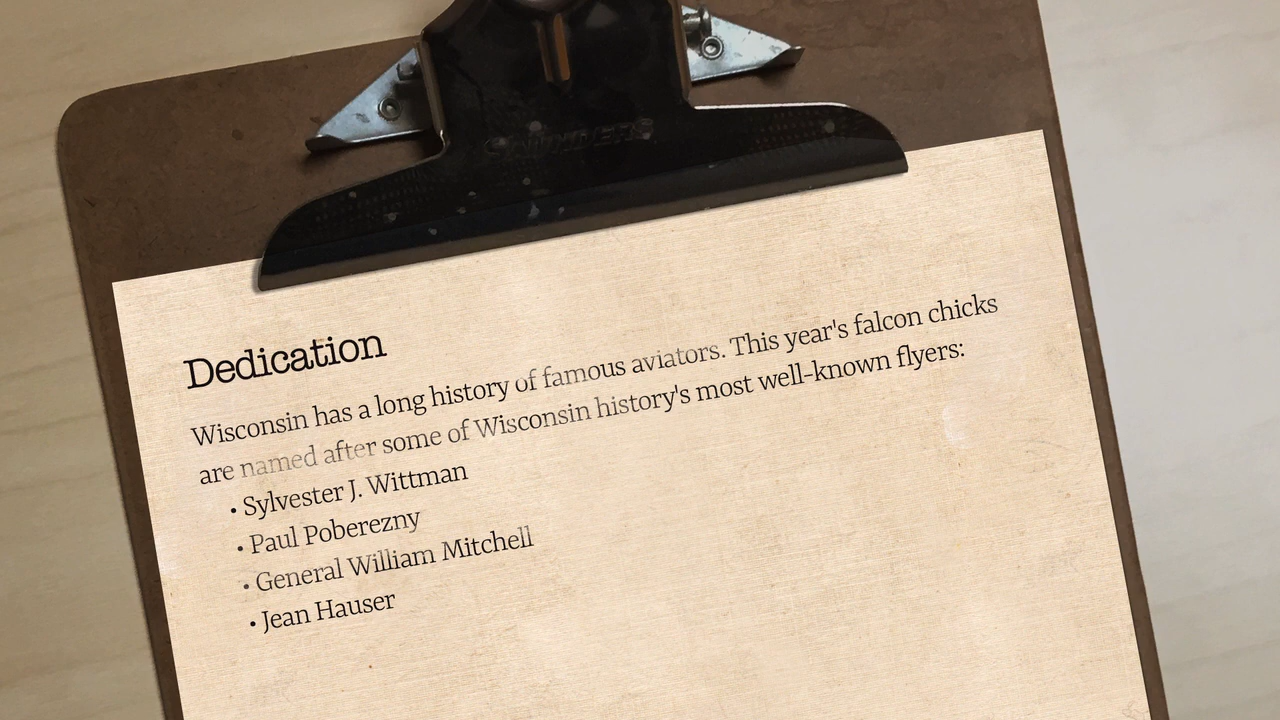 Dedication
Wisconsin has a long history of famous aviators. This year's falcon chicks
are named after some of Wisconsin history's most well-known flyers:
• Sylvester J. Wittman
• Paul Poberezny
• General William Mitchell
• Jean Hauser